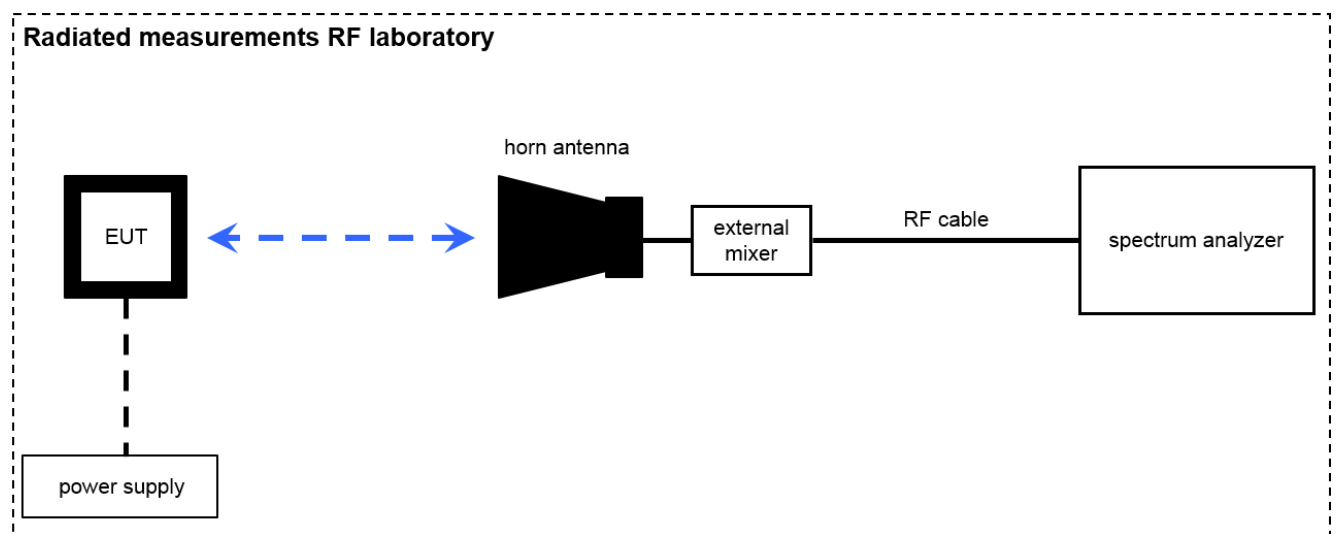 Radiated measurements RF laboratory
horn antenna
EUT
external
mixer
RF cable
spectrum analyzer
power supply